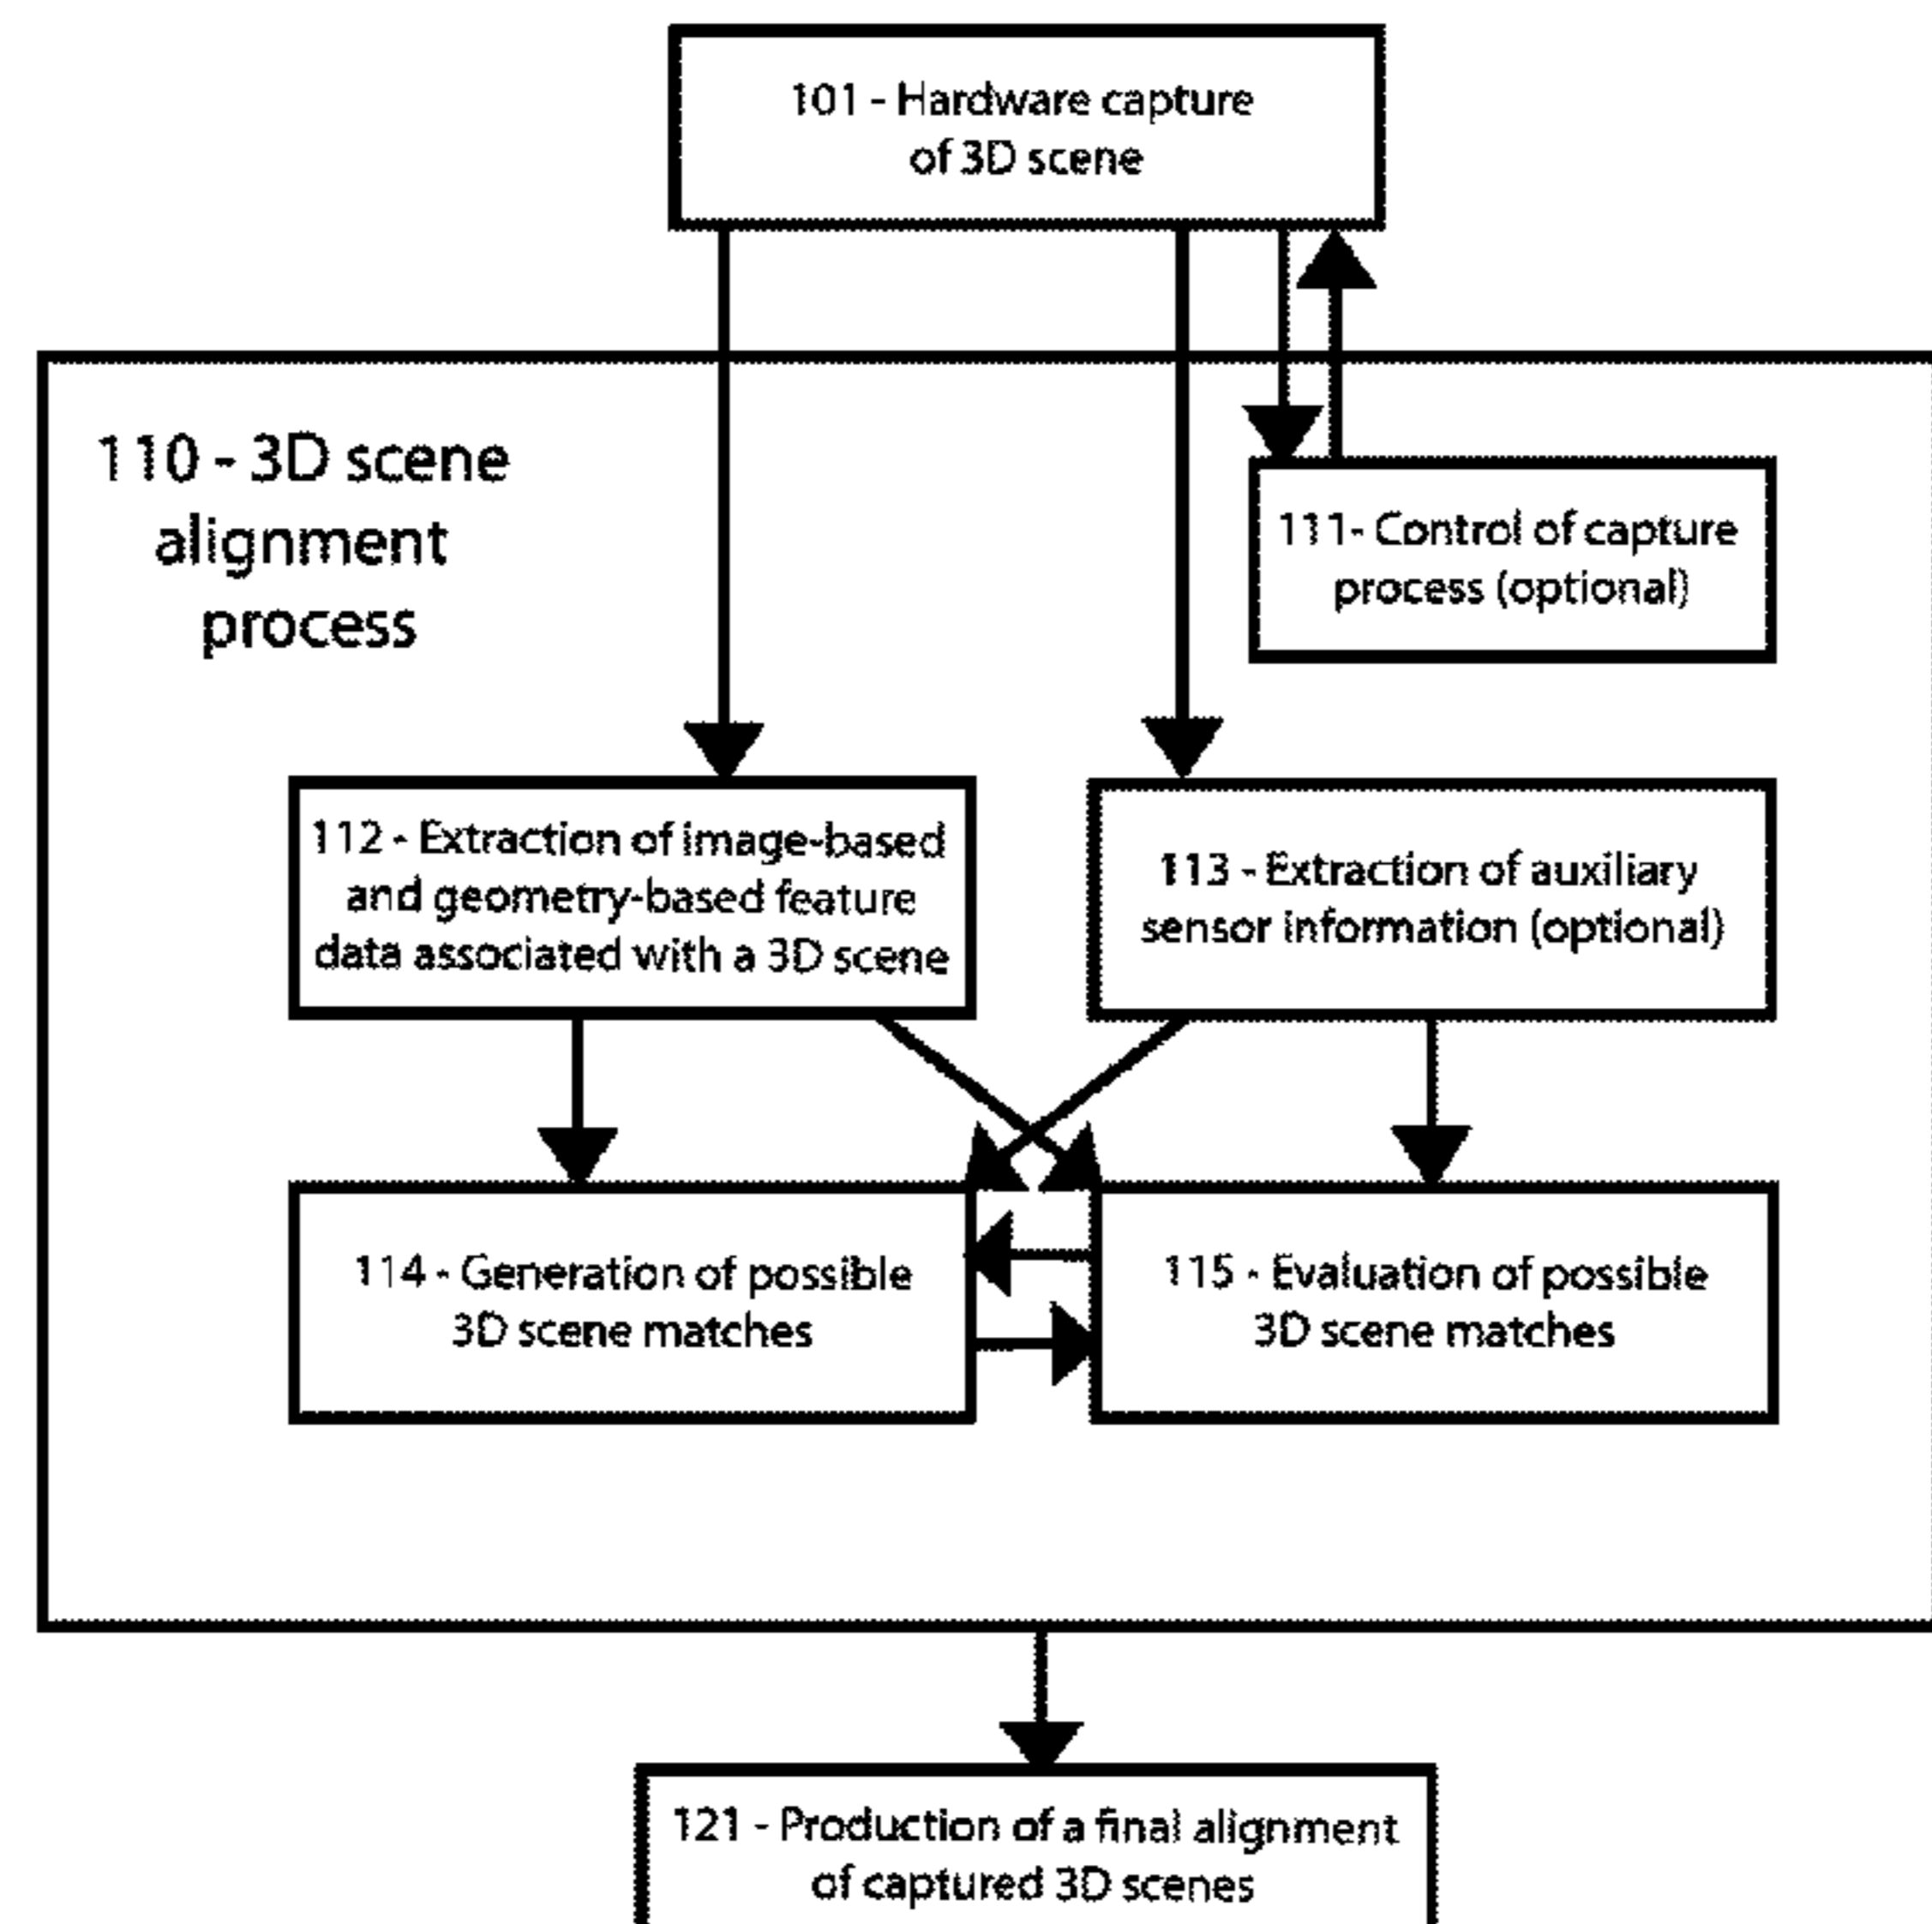 101 - Hardware capture
of 3D scene
110 - 3D scene
alignment
process
111- Control of capture
process (optional)
112 - Extraction of image-based
and geometry-based feature
data associated with a 3D scene
113 - Extraction of auxiliary
sensor information (optional)
114 - Generation of possible
3D scene matches
115 - Evaluation of possible
3D scene matches
121 - Production of a final alignment
of captured 3D scenes